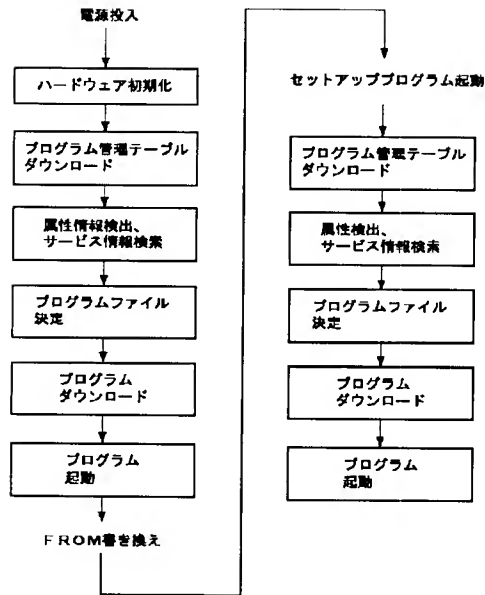 電源投入
ハードウェア初期化
プログラム管理テーブル
ダウンロード
属性情報検出、
サービス情報検索
プログラムファイル
決定
プログラム
ダウンロード
プログラム
起動
FROM書き換え
セットアッププログラム起動
プログラム管理テーブル
ダウンロード
属性検出、
サービス情報検索
プログラムファイル
決定
プログラム
ダウンロード
プログラム
起動